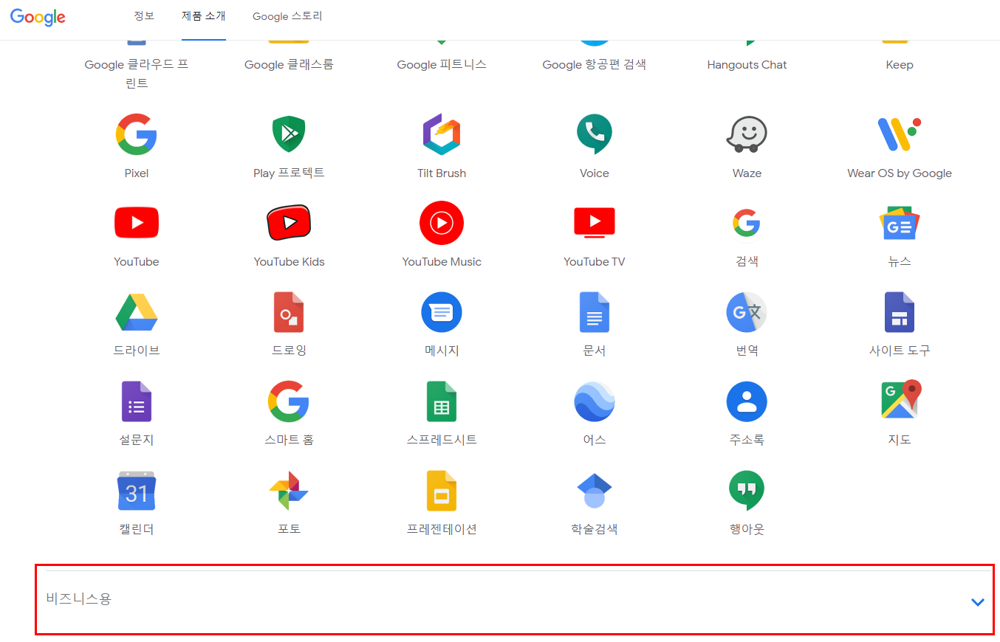 Google 정보 제품 소개 Google 스토리
Google 클라우드 프린트 Google 클래스룸 Google 피트니스 Google 항공편 검색 Hangouts Chat Keep
Pixel Play 프로텍트 Tilt Brush Voice Waze Wear OS by Google
YouTube YouTube Kids YouTube Music YouTube TV 검색 뉴스
드라이브 드로잉 메시지 문서 번역 사이트 도구
설문지 스마트 홈 스프레드시트 어스 주소록 지도
31
캘린더 포토 프레젠테이션 학술검색 행아웃
비즈니스용